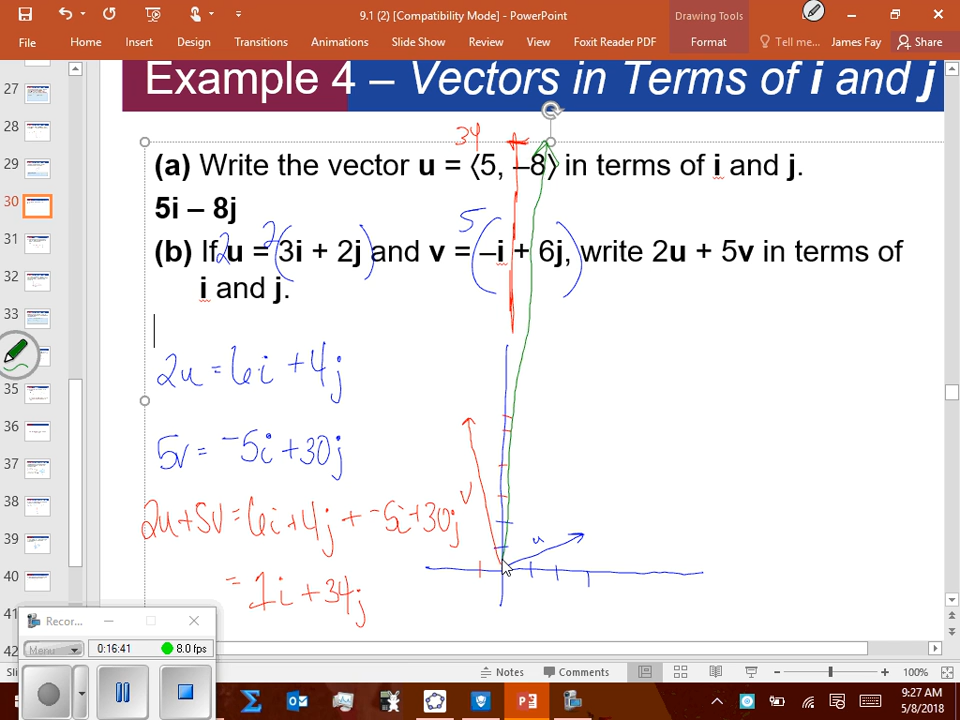 9.1 (2) [Compatibility Mode] - PowerPoint
Drawing Tools
File Home Insert Design Transitions Animations Slide Show Review View Foxit Reader PDF Format Tell me... James Fay Share
Example 4 – Vectors in Terms of i and j
34
(a) Write the vector u = ⟨5, –8⟩ in terms of i and j.
5i – 8j
2 2 5
(b) If u = (3i + 2j) and v = (–i + 6j), write 2u + 5v in terms of
i and j.
2u = 6i + 4j
5v = -5i + 30j
v
2u + 5v = 6i + 4j + -5i + 30j
u
= 1i + 34j
27
28
29
30
31
32
33
35
36
37
38
39
40
41
42
Recor...
Menu 0:16:41 8.0 fps
Notes Comments 100%
9:27 AM
5/8/2018